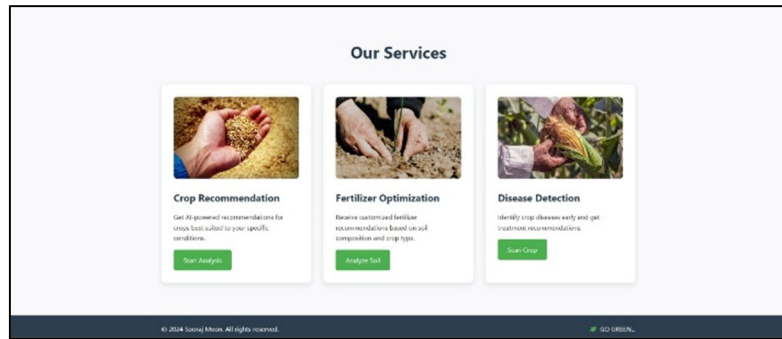 Our Services
Crop Recommendation
Get AI-powered recommendations for
crops best suited to your specific
conditions.
Start Analysis
Fertilizer Optimization
Receive customized fertilizer
recommendations based on soil
composition and crop type.
Analyze Soil
Disease Detection
Identify crop diseases early and get
treatment recommendations.
Scan Crop
© 2024 Sooraj Moon. All rights reserved.
GO GREEN...